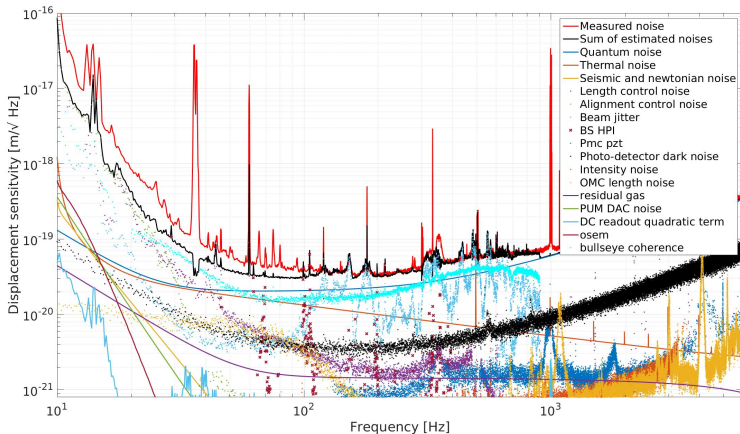 10^-16
10^-17
10^-18
10^-19
10^-20
10^-21
Displacement sensitvity [m/√ Hz]
10^1
10^2
10^3
Frequency [Hz]
Measured noise
Sum of estimated noises
Quantum noise
Thermal noise
Seismic and newtonian noise
Length control noise
Alignment control noise
Beam jitter
BS HPI
Pmc pzt
Photo-detector dark noise
Intensity noise
OMC length noise
residual gas
PUM DAC noise
DC readout quadratic term
osem
bullseye coherence